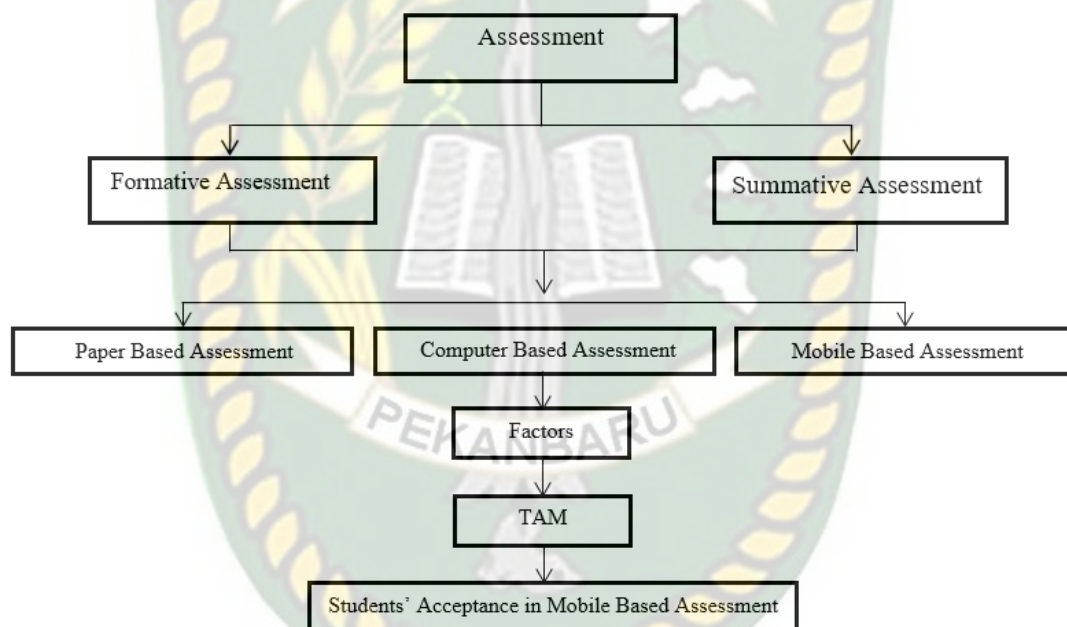 Assessment
Formative Assessment
Summative Assessment
Paper Based Assessment
Computer Based Assessment
Mobile Based Assessment
PEKANBARU
Factors
TAM
Students' Acceptance in Mobile Based Assessment